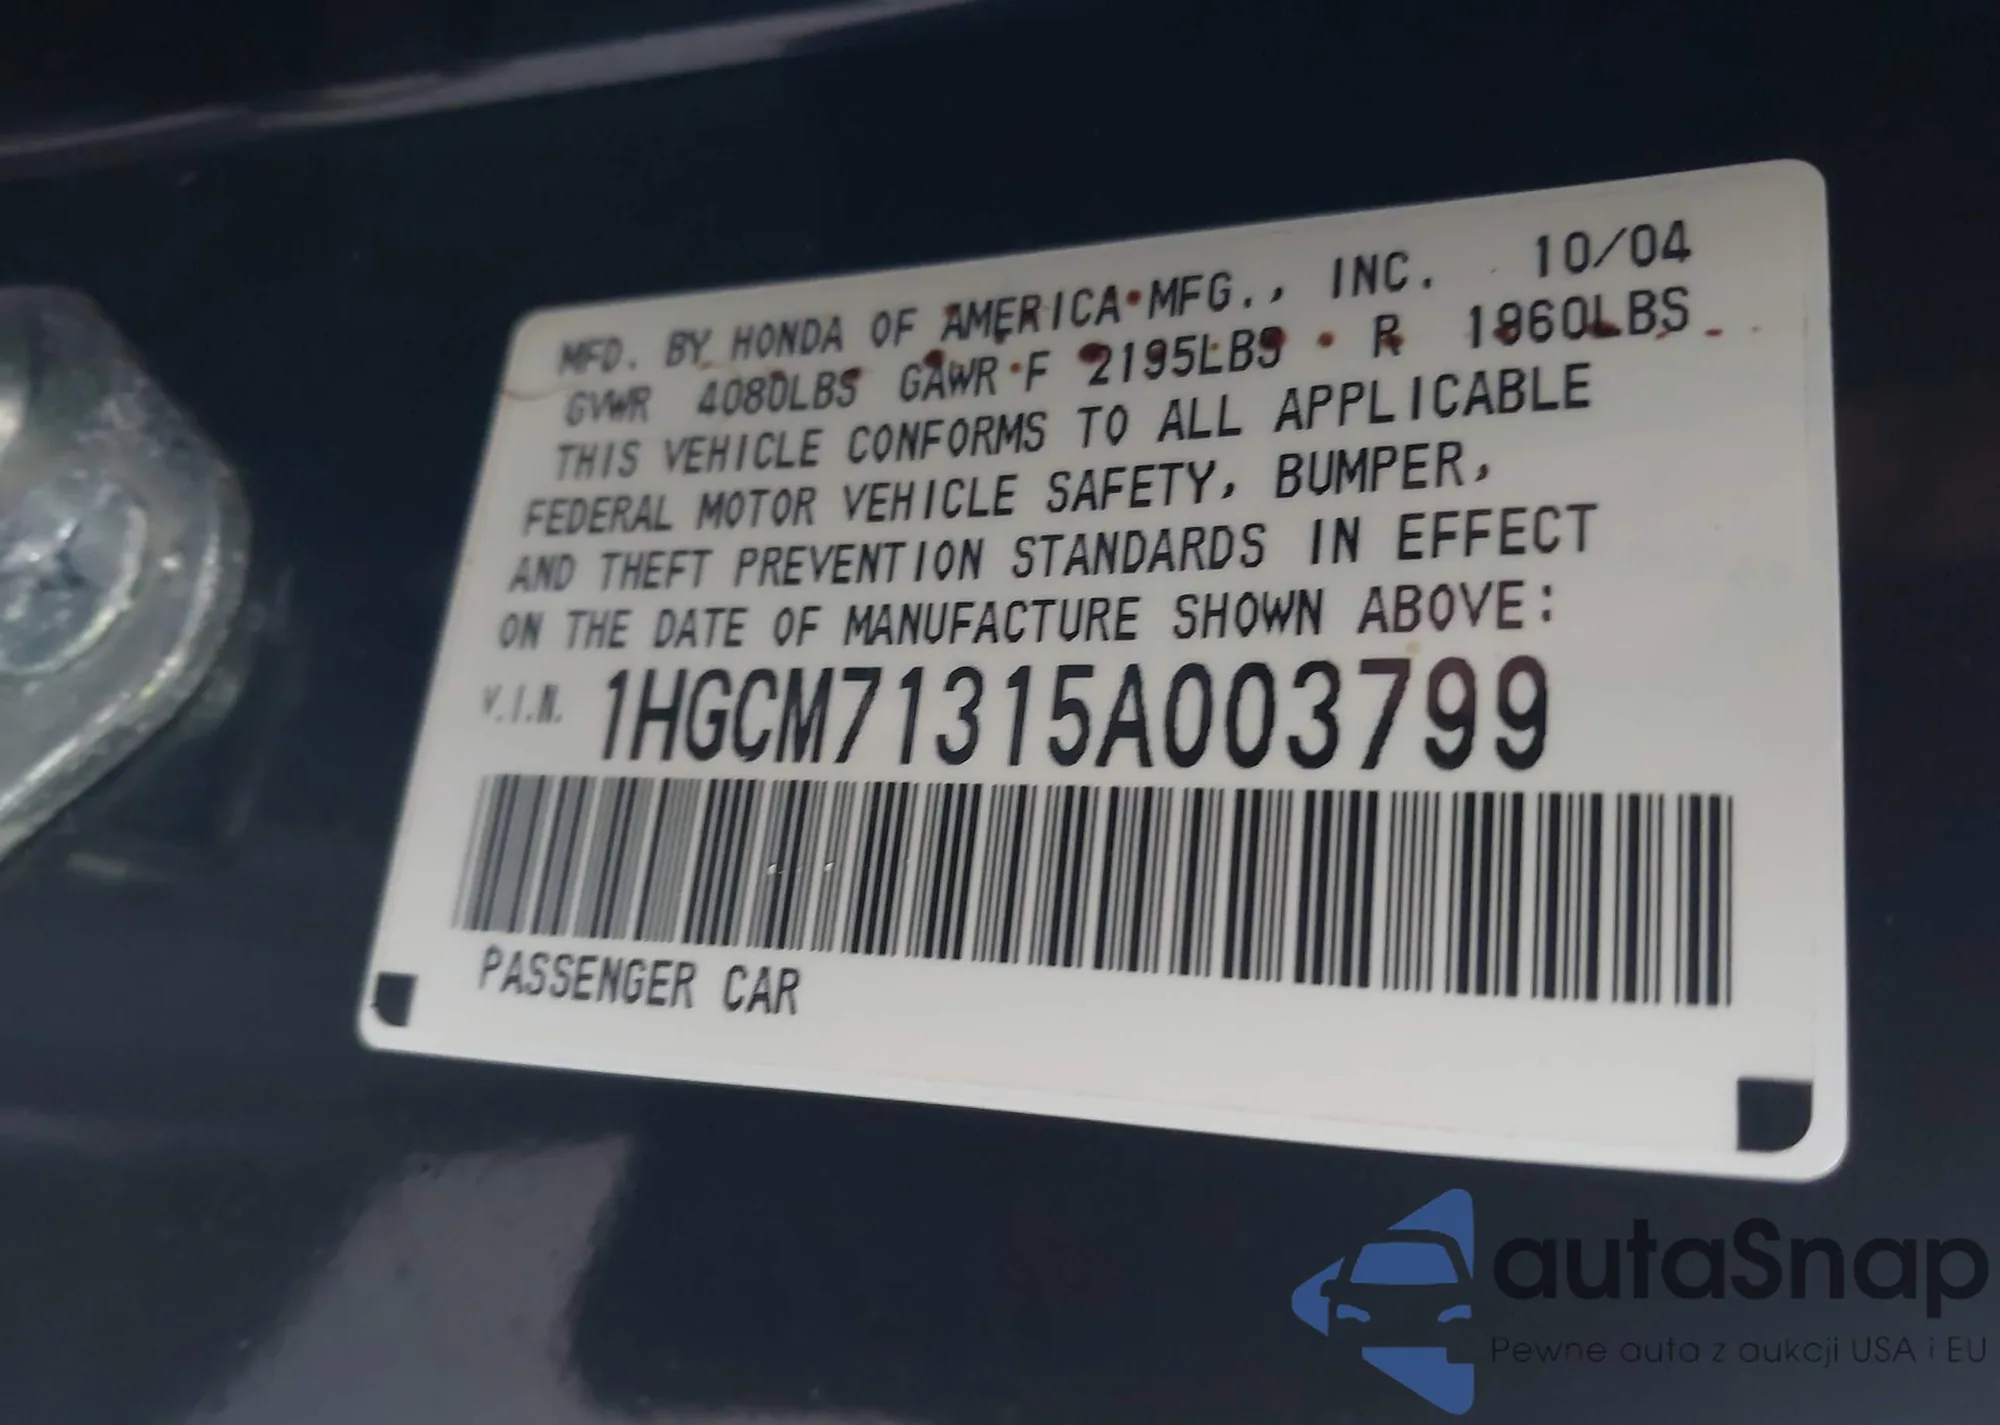 MFD. BY HONDA OF AMERICA MFG., INC. 10/04
GVWR 4080LBS GAWR F 2195LBS R 1960LBS
THIS VEHICLE CONFORMS TO ALL APPLICABLE
FEDERAL MOTOR VEHICLE SAFETY, BUMPER,
AND THEFT PREVENTION STANDARDS IN EFFECT
ON THE DATE OF MANUFACTURE SHOWN ABOVE:
V.I.N. 1HGCM71315A003799
PASSENGER CAR
autaSnap
Pewne auta z aukcji USA i EU